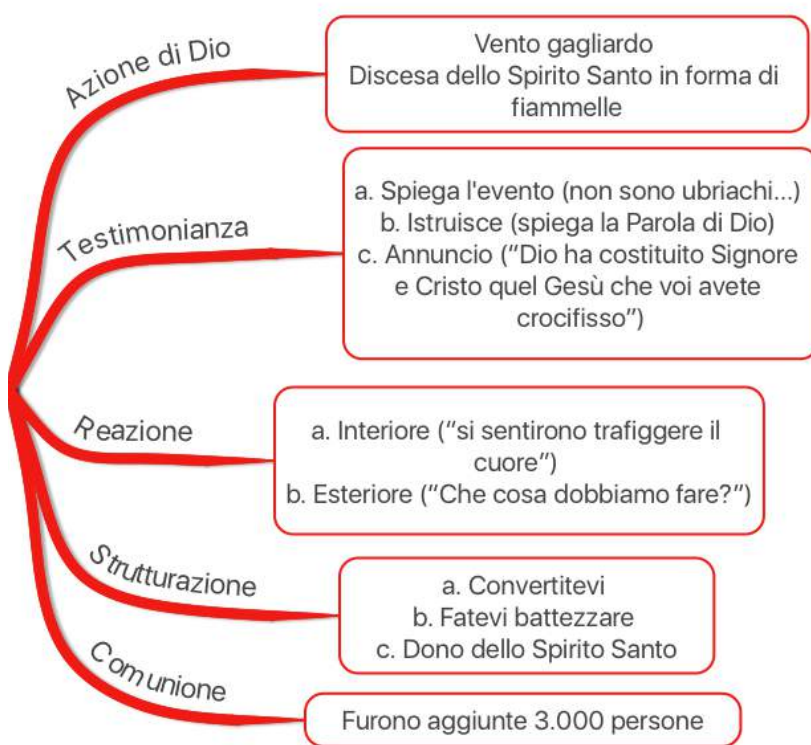 Azione di Dio
Vento gagliardo
Discesa dello Spirito Santo in forma di
fiammelle
Testimonianza
a. Spiega l'evento (non sono ubriachi...)
b. Istruisce (spiega la Parola di Dio)
c. Annuncio (“Dio ha costituito Signore
e Cristo quel Gesù che voi avete
crocifisso”)
Reazione
a. Interiore (“si sentirono trafiggere il
cuore”)
b. Esteriore (“Che cosa dobbiamo fare?”)
Strutturazione
a. Convertitevi
b. Fatevi battezzare
c. Dono dello Spirito Santo
Comunione
Furono aggiunte 3.000 persone